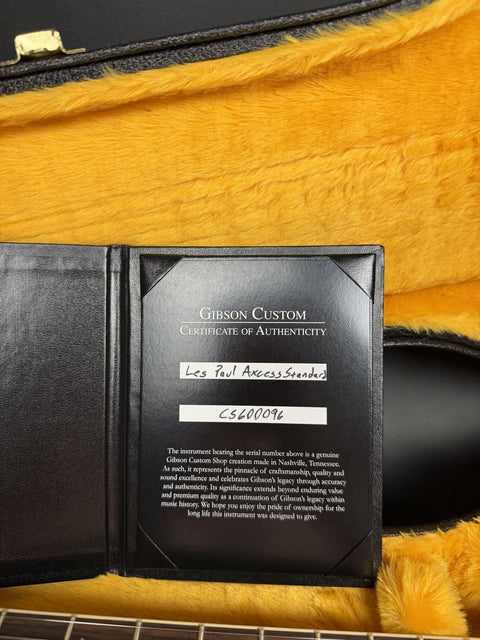 GIBSON CUSTOM
CERTIFICATE OF AUTHENTICITY
Les Paul Axcess Standard
CS600096
The instrument bearing the serial number above is a genuine
Gibson Custom Shop creation made in Nashville, Tennessee.
As such, it represents the pinnacle of craftsmanship, quality and
sound excellence and celebrates Gibson's legacy through accuracy
and authenticity. Its significance extends beyond enduring value
and premium quality as a continuation of Gibson's legacy within
music history. We hope you enjoy the pride of ownership for the
long life this instrument was designed to give.